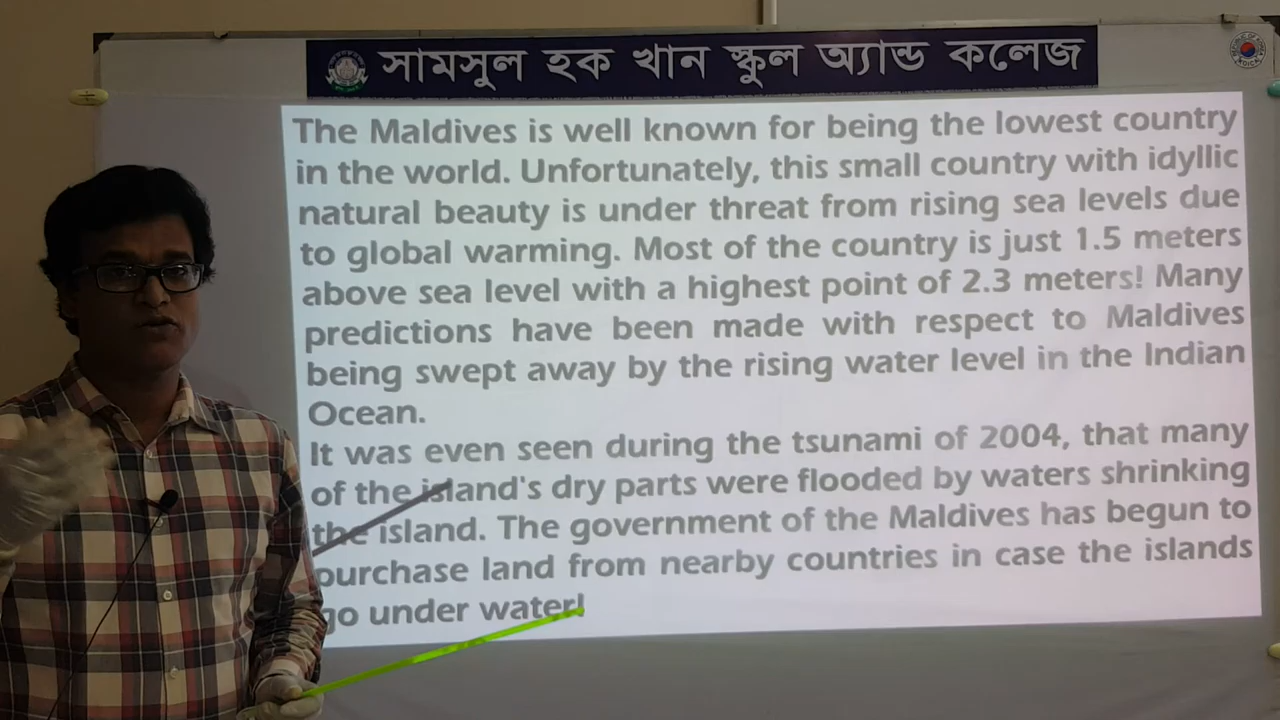 সামসুল হক খান স্কুল অ্যান্ড কলেজ
The Maldives is well known for being the lowest country
in the world. Unfortunately, this small country with idyllic
natural beauty is under threat from rising sea levels due
to global warming. Most of the country is just 1.5 meters
above sea level with a highest point of 2.3 meters! Many
predictions have been made with respect to Maldives
being swept away by the rising water level in the Indian
Ocean.
It was even seen during the tsunami of 2004, that many
of the island's dry parts were flooded by waters shrinking
the island. The government of the Maldives has begun to
purchase land from nearby countries in case the islands
go under water!